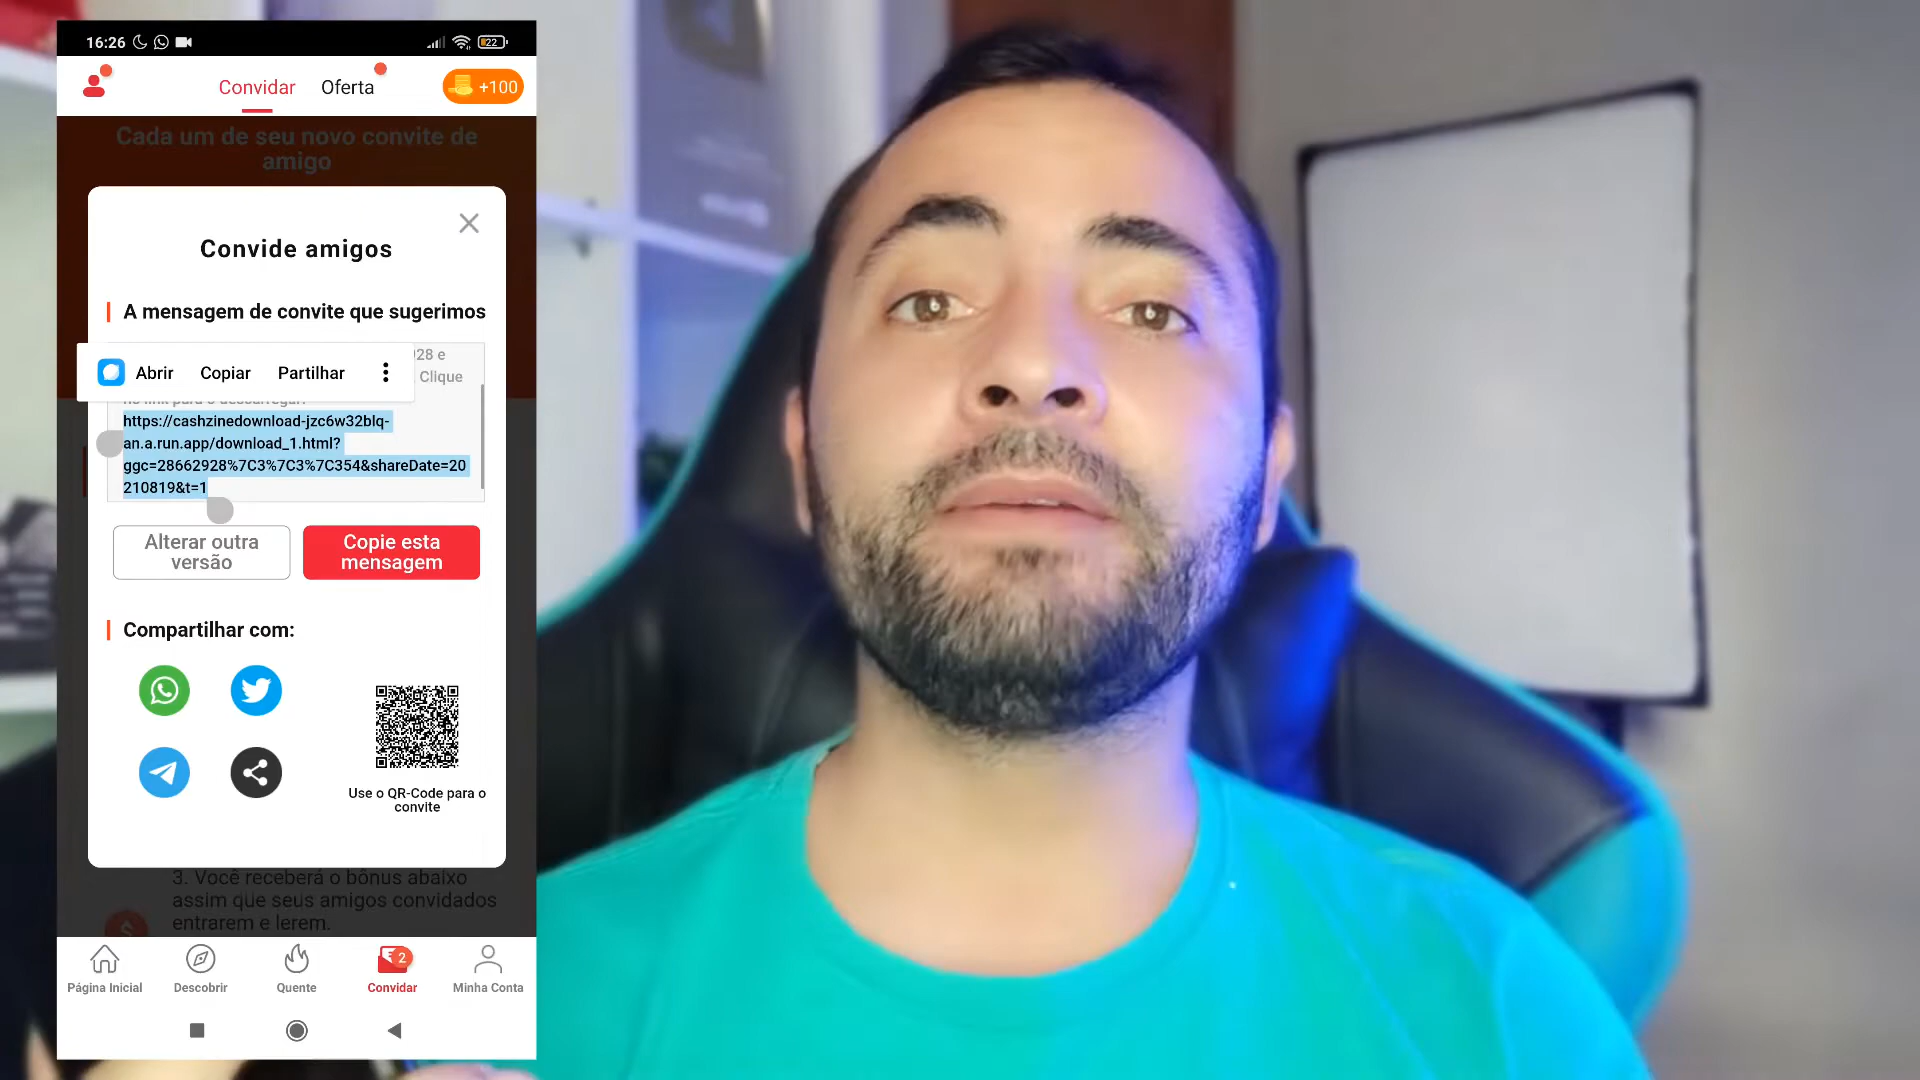 16:26
22
Convidar
Oferta
+100
Cada um de seu novo convite de
amigo
Convide amigos
A mensagem de convite que sugerimos
28 e
Clique
Abrir
Copiar
Partilhar
https://cashzinedownload-jzc6w32blq-
an.a.run.app/download_1.html?
ggc=28662928%7C3%7C3%7C354&shareDate=20
210819&t=1
Alterar outra
versão
Copie esta
mensagem
Compartilhar com:
Use o QR-Code para o
convite
3. Você receberá o bônus abaixo
assim que seus amigos convidados
entrarem e lerem.
Página Inicial
Descobrir
Quente
2
Convidar
Minha Conta